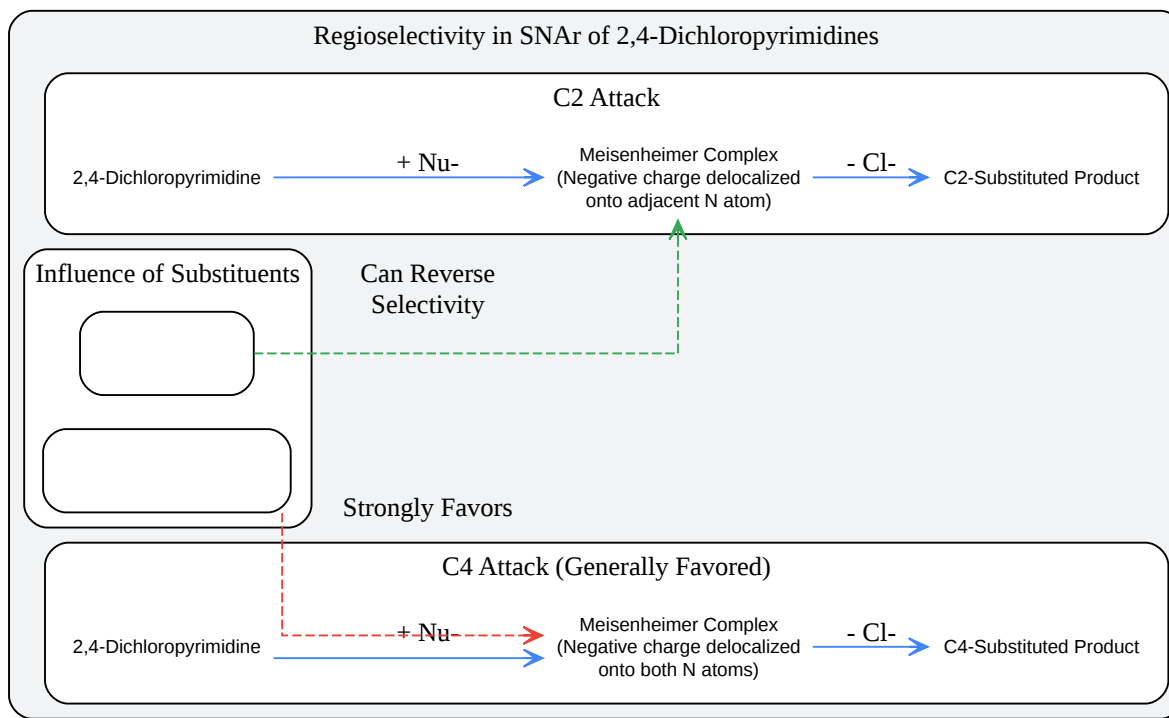 Regioselectivity in SNAr of 2,4-Dichloropyrimidines
C2 Attack
2,4-Dichloropyrimidine
+ Nu-
Meisenheimer Complex
(Negative charge delocalized
onto adjacent N atom)
- Cl-
C2-Substituted Product
Influence of Substituents
Can Reverse
Selectivity
Strongly Favors
C4 Attack (Generally Favored)
2,4-Dichloropyrimidine
+ Nu-
Meisenheimer Complex
(Negative charge delocalized
onto both N atoms)
- Cl-
C4-Substituted Product